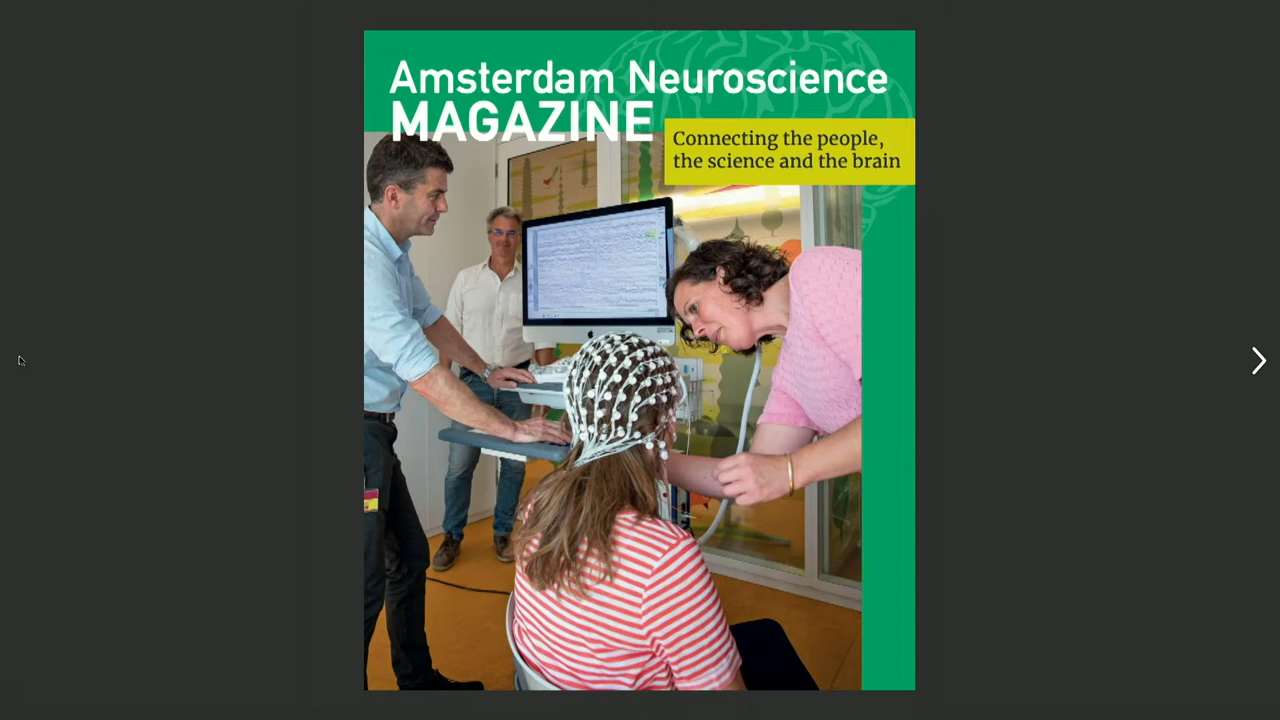 Amsterdam Neuroscience
MAGAZINE
Connecting the people,
the science and the brain